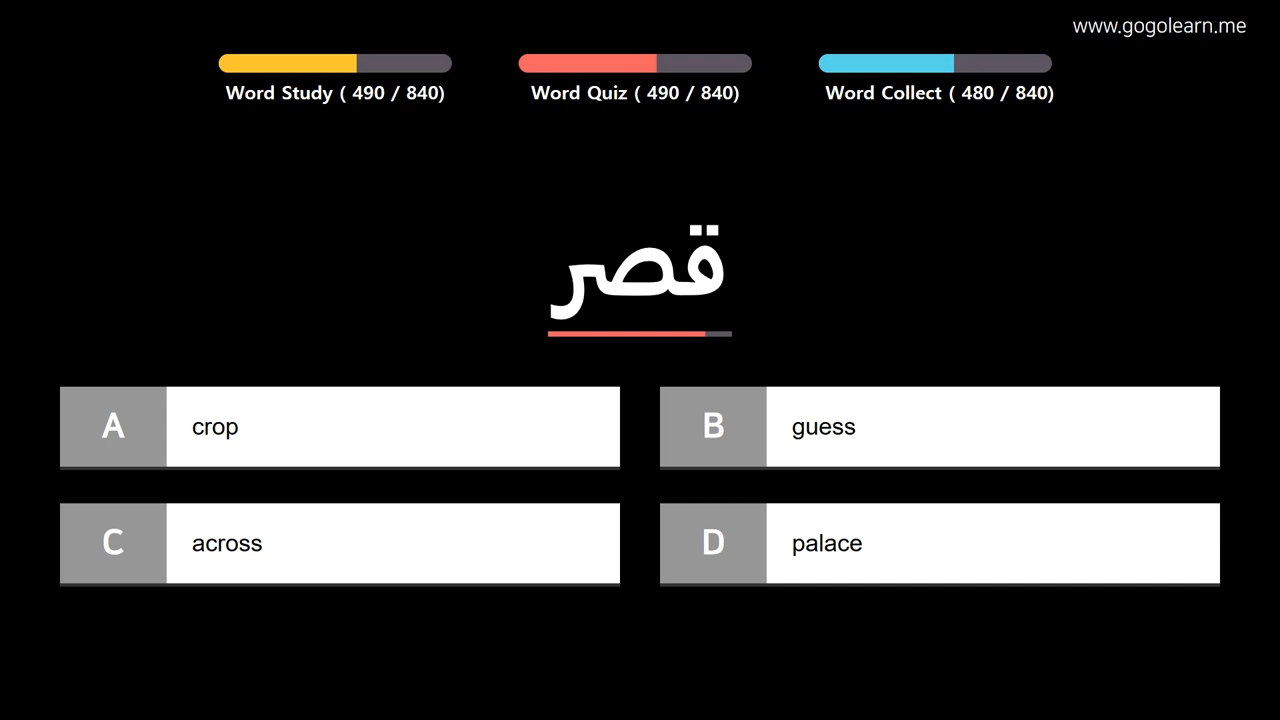 www.gogolearn.me
Word Study ( 490 / 840)
Word Quiz ( 490 / 840)
Word Collect ( 480 / 840)
قصر
A crop
B guess
C across
D palace